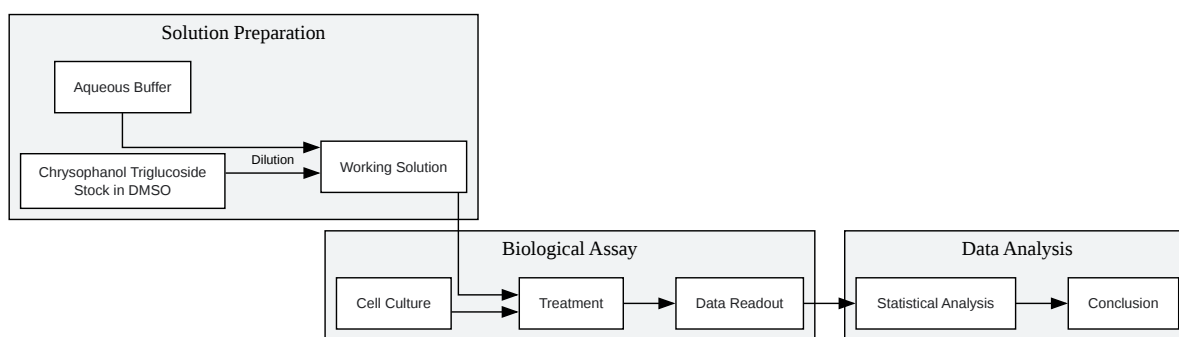 Solution Preparation
Aqueous Buffer
Dilution
Chrysophanol Triglucoside
Stock in DMSO
Working Solution
Biological Assay
Cell Culture
Treatment
Data Readout
Data Analysis
Statistical Analysis
Conclusion